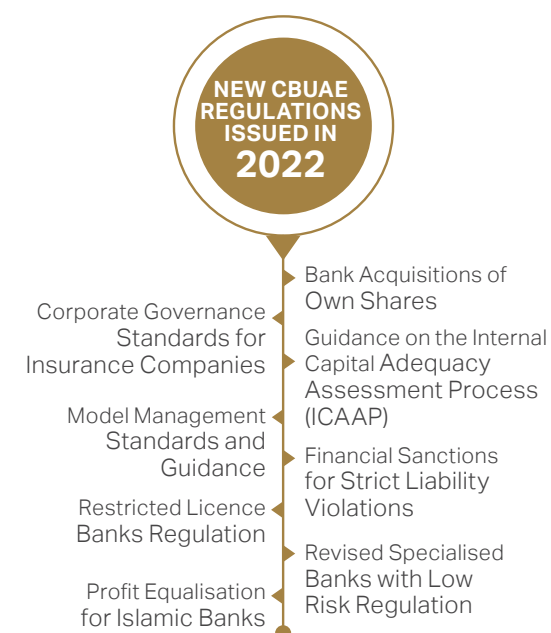 NEW CBUAE
REGULATIONS
ISSUED IN
2022
Bank Acquisitions of
Own Shares
Corporate Governance
Standards for
Insurance Companies
Guidance on the Internal
Capital Adequacy
Assessment Process
(ICAAP)
Model Management
Standards and
Guidance
Financial Sanctions
for Strict Liability
Violations
Restricted Licence
Banks Regulation
Revised Specialised
Banks with Low
Risk Regulation
Profit Equalisation
for Islamic Banks